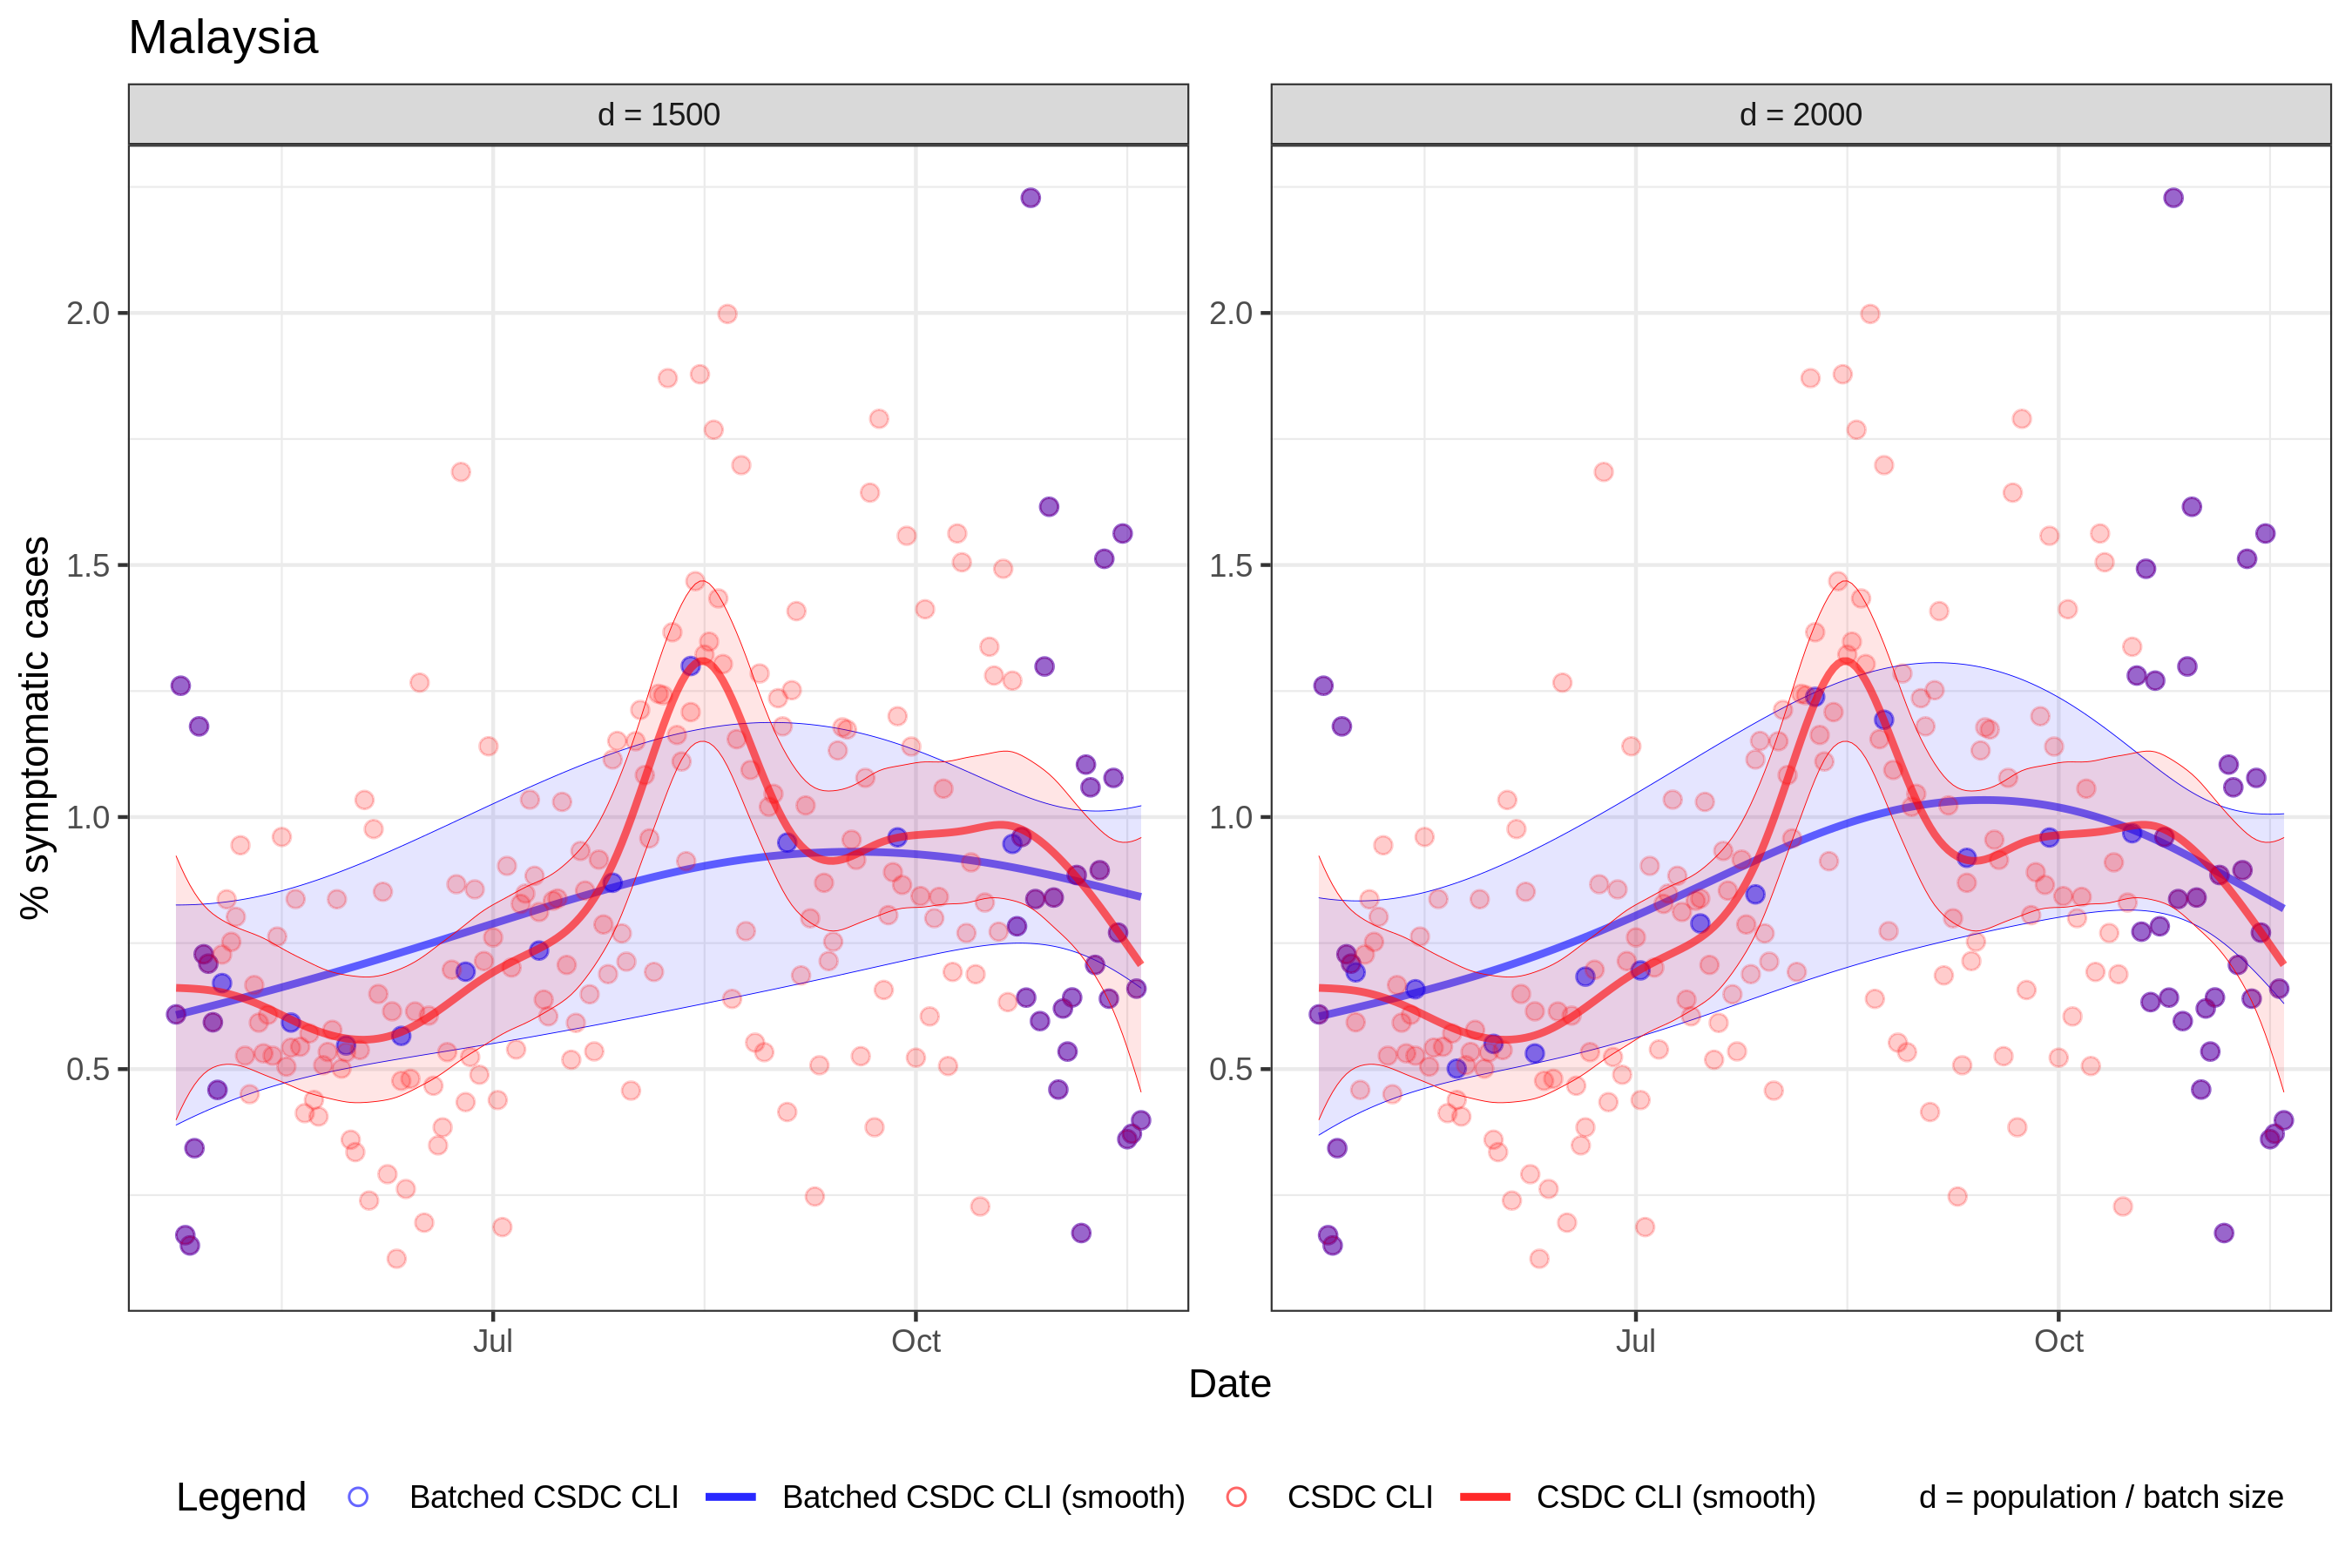 Malaysia
d = 1500
d = 2000
% symptomatic cases
2.0
1.5
1.0
0.5
2.0
1.5
1.0
0.5
Jul
Oct
Jul
Oct
Date
Legend
Batched CSDC CLI
Batched CSDC CLI (smooth)
CSDC CLI
CSDC CLI (smooth)
d = population / batch size